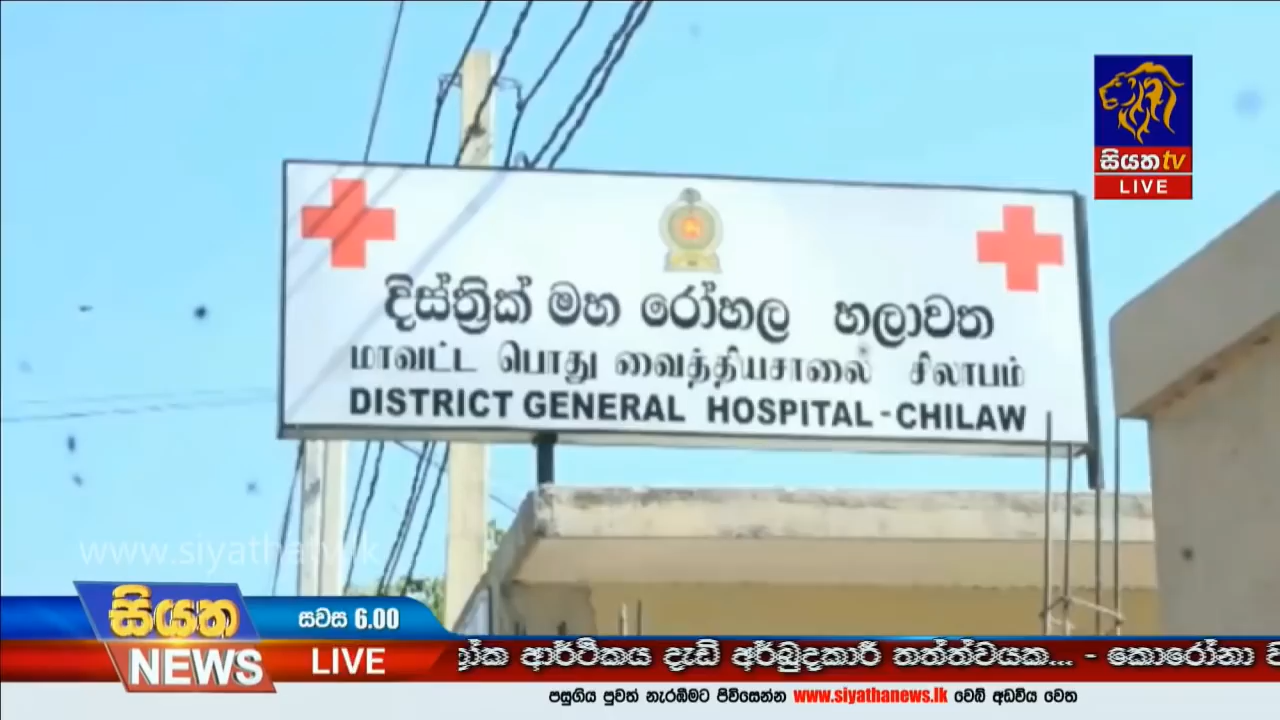 සියත tv
LIVE
දිස්ත්‍රික් මහ රෝහල හලාවත
மாவட்ட பொது வைத்தியசாலை சிலாபம்
DISTRICT GENERAL HOSPITAL - CHILAW
www.siyathatv.lk
සියත
NEWS
සවස 6.00
LIVE
ආර්ථිකය දැඩි අර්බුදකාරී තත්ත්වයක... - කොරෝනා
පසුගිය පුවත් නැරඹීමට පිවිසෙන්න www.siyathanews.lk වෙබ් අඩවිය වෙත